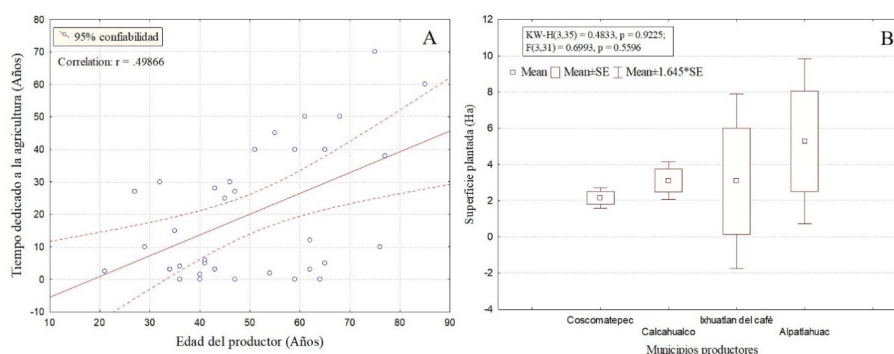 80
70
60
50
40
30
20
10
0
-10
Tiempo dedicado a la agricultura (Años)
95% confiabilidad
Correlation: r = .49866
A
10 20 30 40 50 60 70 80 90
Edad del productor (Años)
12
10
8
6
4
2
0
-2
-4
Superficie plantada (Ha)
KW-H(3,35) = 0.4833, p = 0.9225;
F(3,31) = 0.6993, p = 0.5596
B
Mean Mean±SE Mean±1.645*SE
Coscomatepec Ixhuatlan del café
Calcahualco Alpatlahuac
Municipios productores